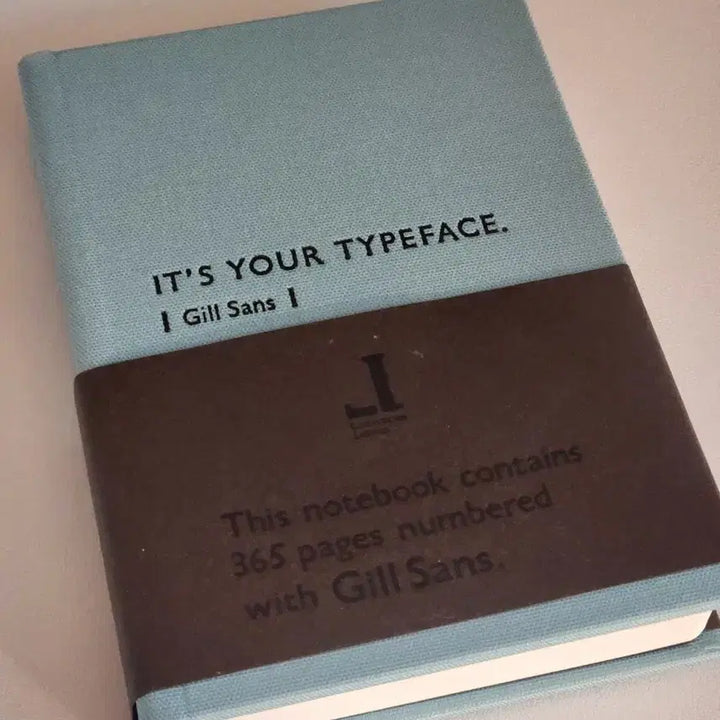 IT'S YOUR TYPEFACE.
| Gill Sans |
This notebook contains
365 pages numbered
with Gill Sans.